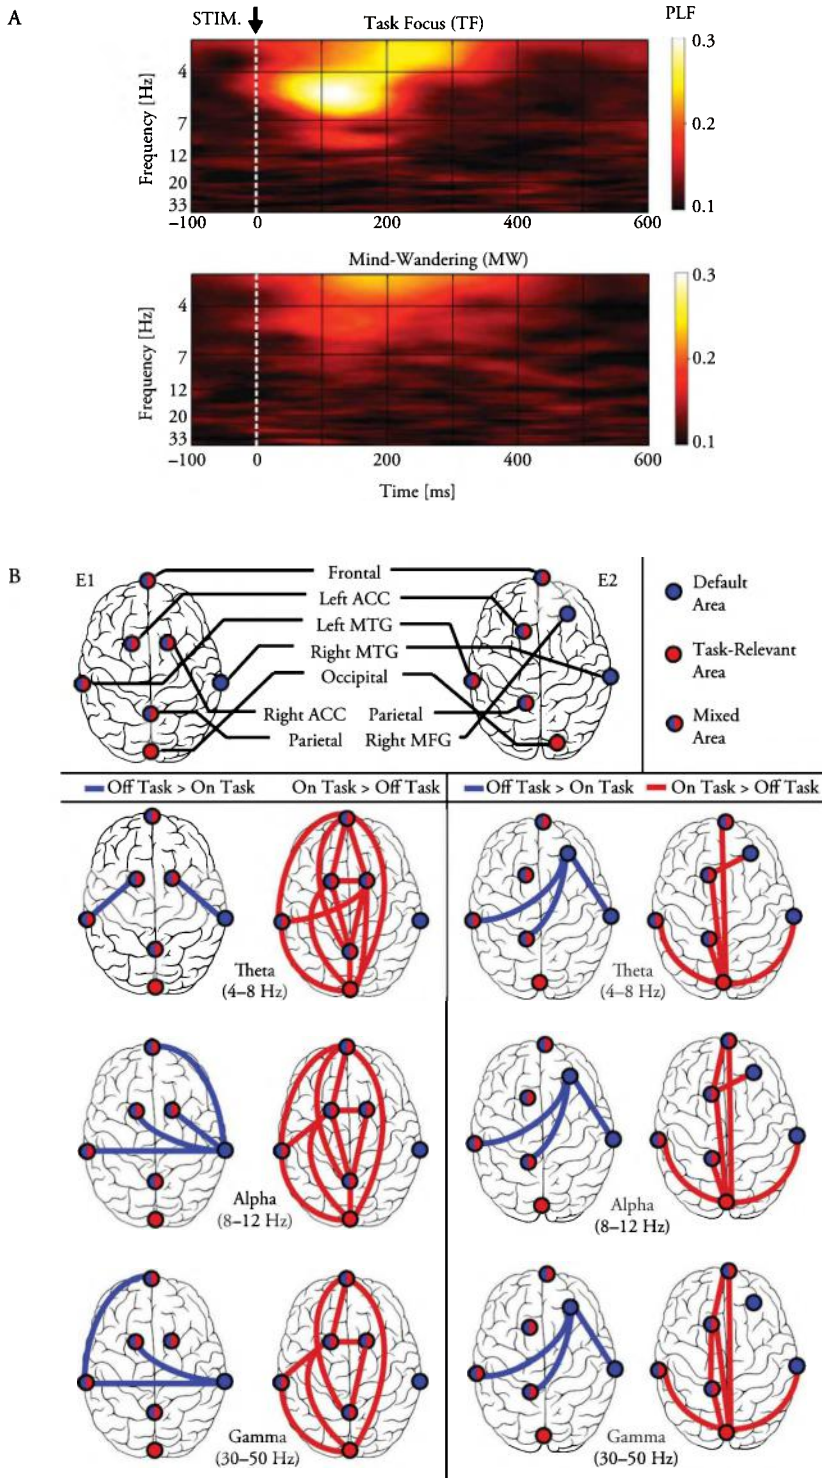 A
STIM.
Task Focus (TF)
PLF
Frequency [Hz]
4
7
12
20
33
–100 0 200 400 600
0.3
0.2
0.1
Mind-Wandering (MW)
Frequency [Hz]
4
7
12
20
33
–100 0 200 400 600
0.3
0.2
0.1
Time [ms]
B
E1
Frontal
Left ACC
Left MTG
Right MTG
Occipital
Right ACC Parietal
Parietal Right MFG
E2
Default
Area
Task-Relevant
Area
Mixed
Area
Off Task > On Task On Task > Off Task Off Task > On Task On Task > Off Task
Theta
(4–8 Hz)
Theta
(4–8 Hz)
Alpha
(8–12 Hz)
Alpha
(8–12 Hz)
Gamma
(30–50 Hz)
Gamma
(30–50 Hz)